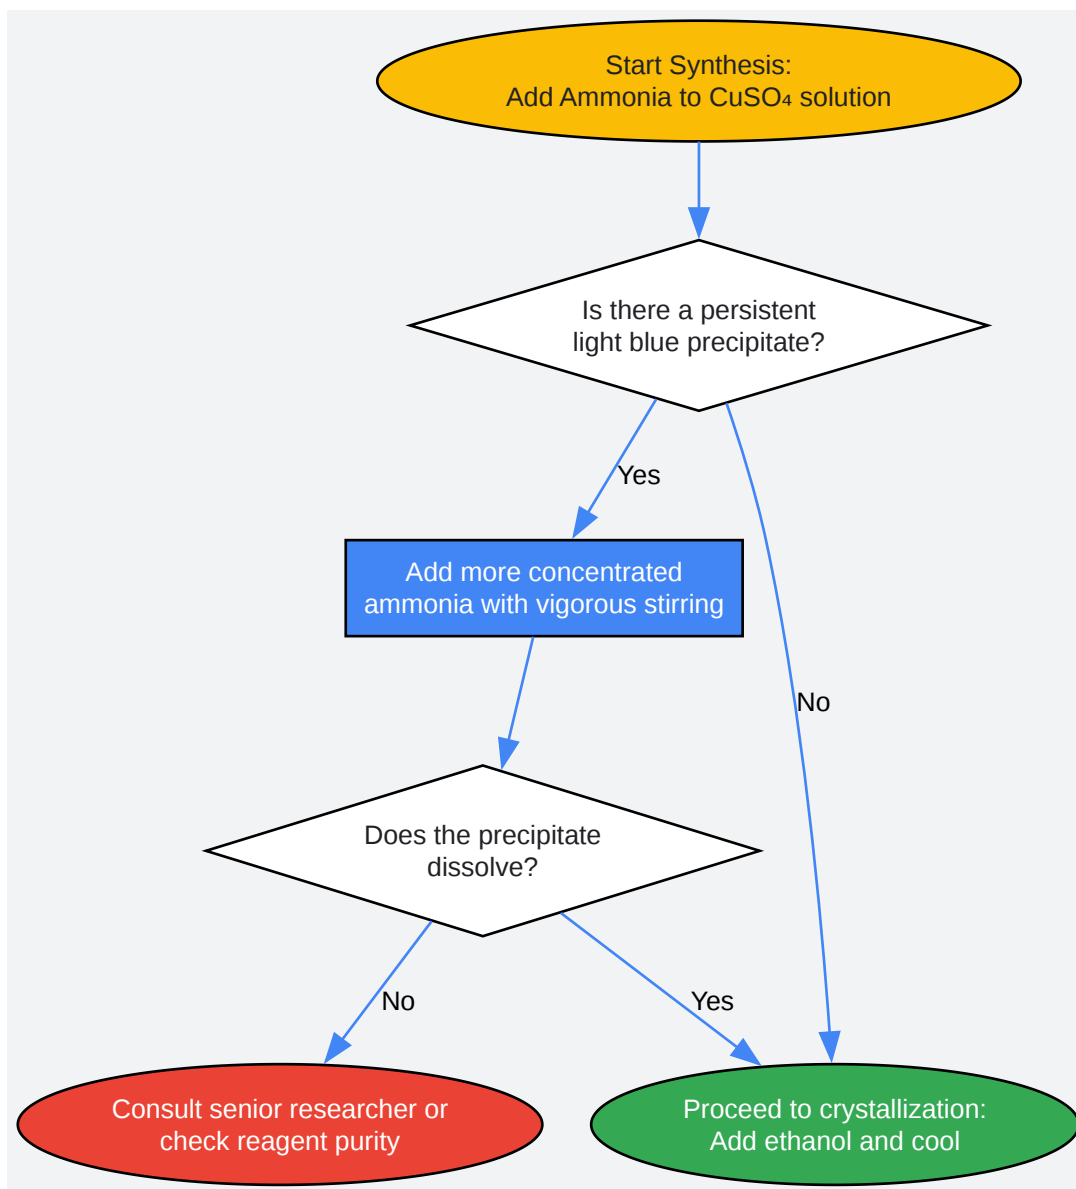 Start Synthesis:
Add Ammonia to CuSO₄ solution
Is there a persistent
light blue precipitate?
Yes
Add more concentrated
ammonia with vigorous stirring
No
Does the precipitate
dissolve?
No
Yes
Consult senior researcher or
check reagent purity
Proceed to crystallization:
Add ethanol and cool